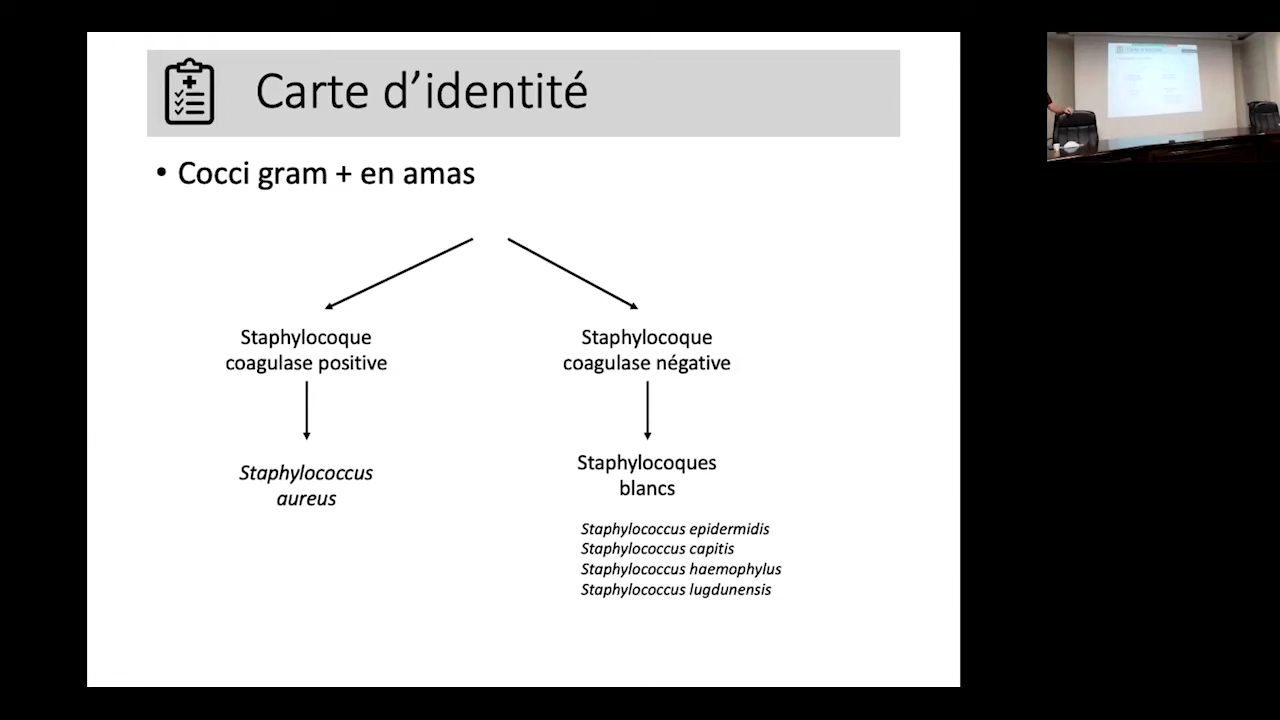 Carte d’identité
• Cocci gram + en amas
Staphylocoque
coagulase positive
Staphylocoque
coagulase négative
Staphylococcus
aureus
Staphylocoques
blancs
Staphylococcus epidermidis
Staphylococcus capitis
Staphylococcus haemophylus
Staphylococcus lugdunensis